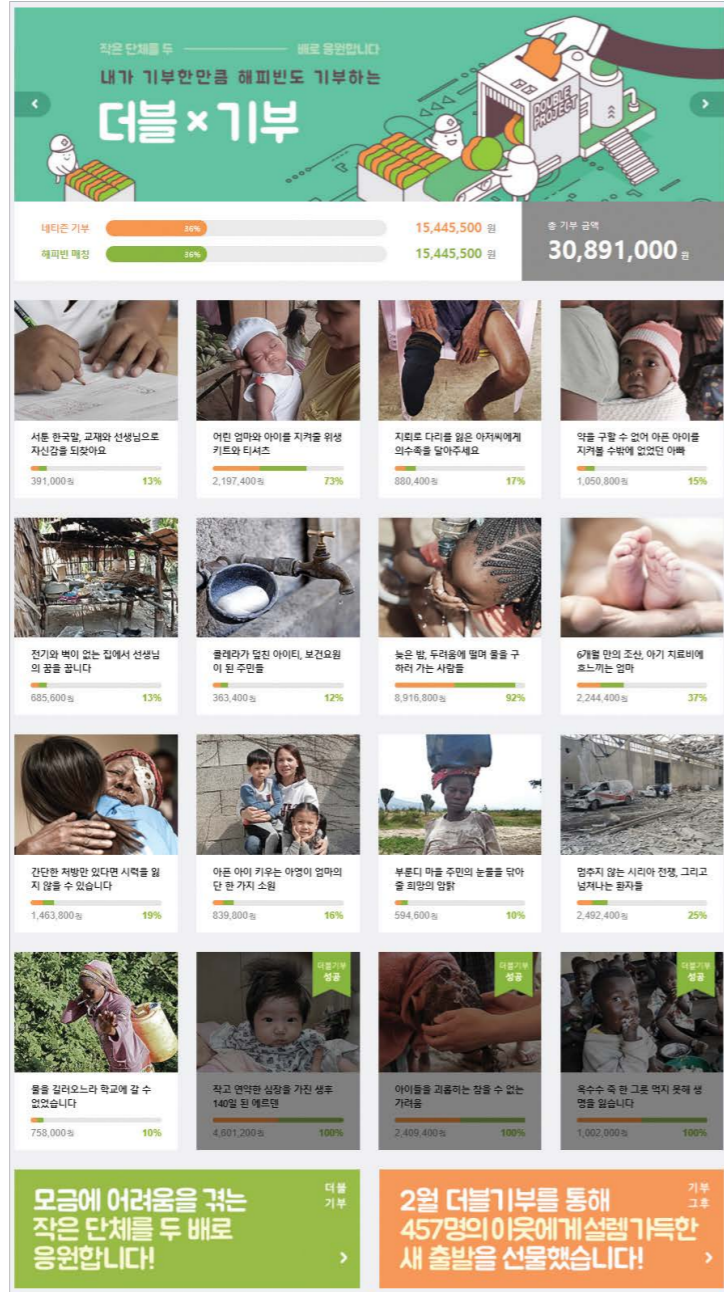 작은 단체를 두 배로 응원합니다
내가 기부한만큼 해피빈도 기부하는
더블×기부
DOUBLE
PROJECT
네티즌 기부 36% 15,445,500 원
해피빈 매칭 36% 15,445,500 원
총 기부 금액
30,891,000 원
서툰 한국말, 교재와 선생님으로
자신감을 되찾아요
391,000원 13%
어린 엄마와 아이를 지켜줄 위생
키트와 티셔츠
2,197,400원 73%
지뢰로 다리를 잃은 아저씨에게
의수족을 달아주세요
880,400원 17%
약을 구할 수 없어 아픈 아이를
지켜볼 수밖에 없었던 아빠
1,050,800원 15%
전기와 벽이 없는 집에서 선생님
의 꿈을 꿉니다
685,600원 13%
콜레라가 덮친 아이티, 보건요원
이 된 주민들
363,400원 12%
늦은 밤, 두려움에 떨며 물을 구
하러 가는 사람들
8,916,800원 92%
6개월 만의 조산, 아기 치료비에
흐느끼는 엄마
2,244,400원 37%
간단한 처방만 있다면 시력을 잃
지 않을 수 있습니다
1,463,800원 19%
아픈 아이 키우는 아영이 엄마의
단 한 가지 소원
839,800원 16%
부룬디 마을 주민의 눈물을 닦아
줄 희망의 암탉
594,600원 10%
멈추지 않는 시리아 전쟁, 그리고
넘쳐나는 환자들
2,492,400원 25%
물을 길러오느라 학교에 갈 수
없었습니다
758,000원 10%
더블기부
성공
작고 연약한 심장을 가진 생후
140일 된 에르덴
4,601,200원 100%
더블기부
성공
아이들을 괴롭히는 참을 수 없는
가려움
2,409,400원 100%
더블기부
성공
옥수수 죽 한 그릇 먹지 못해 생
명을 잃습니다
1,002,000원 100%
모금에 어려움을 겪는
작은 단체를 두 배로
응원합니다!
더블
기부
2월 더블기부를 통해
457명의 이웃에게 설렘가득한
새 출발을 선물했습니다!
기부
그후